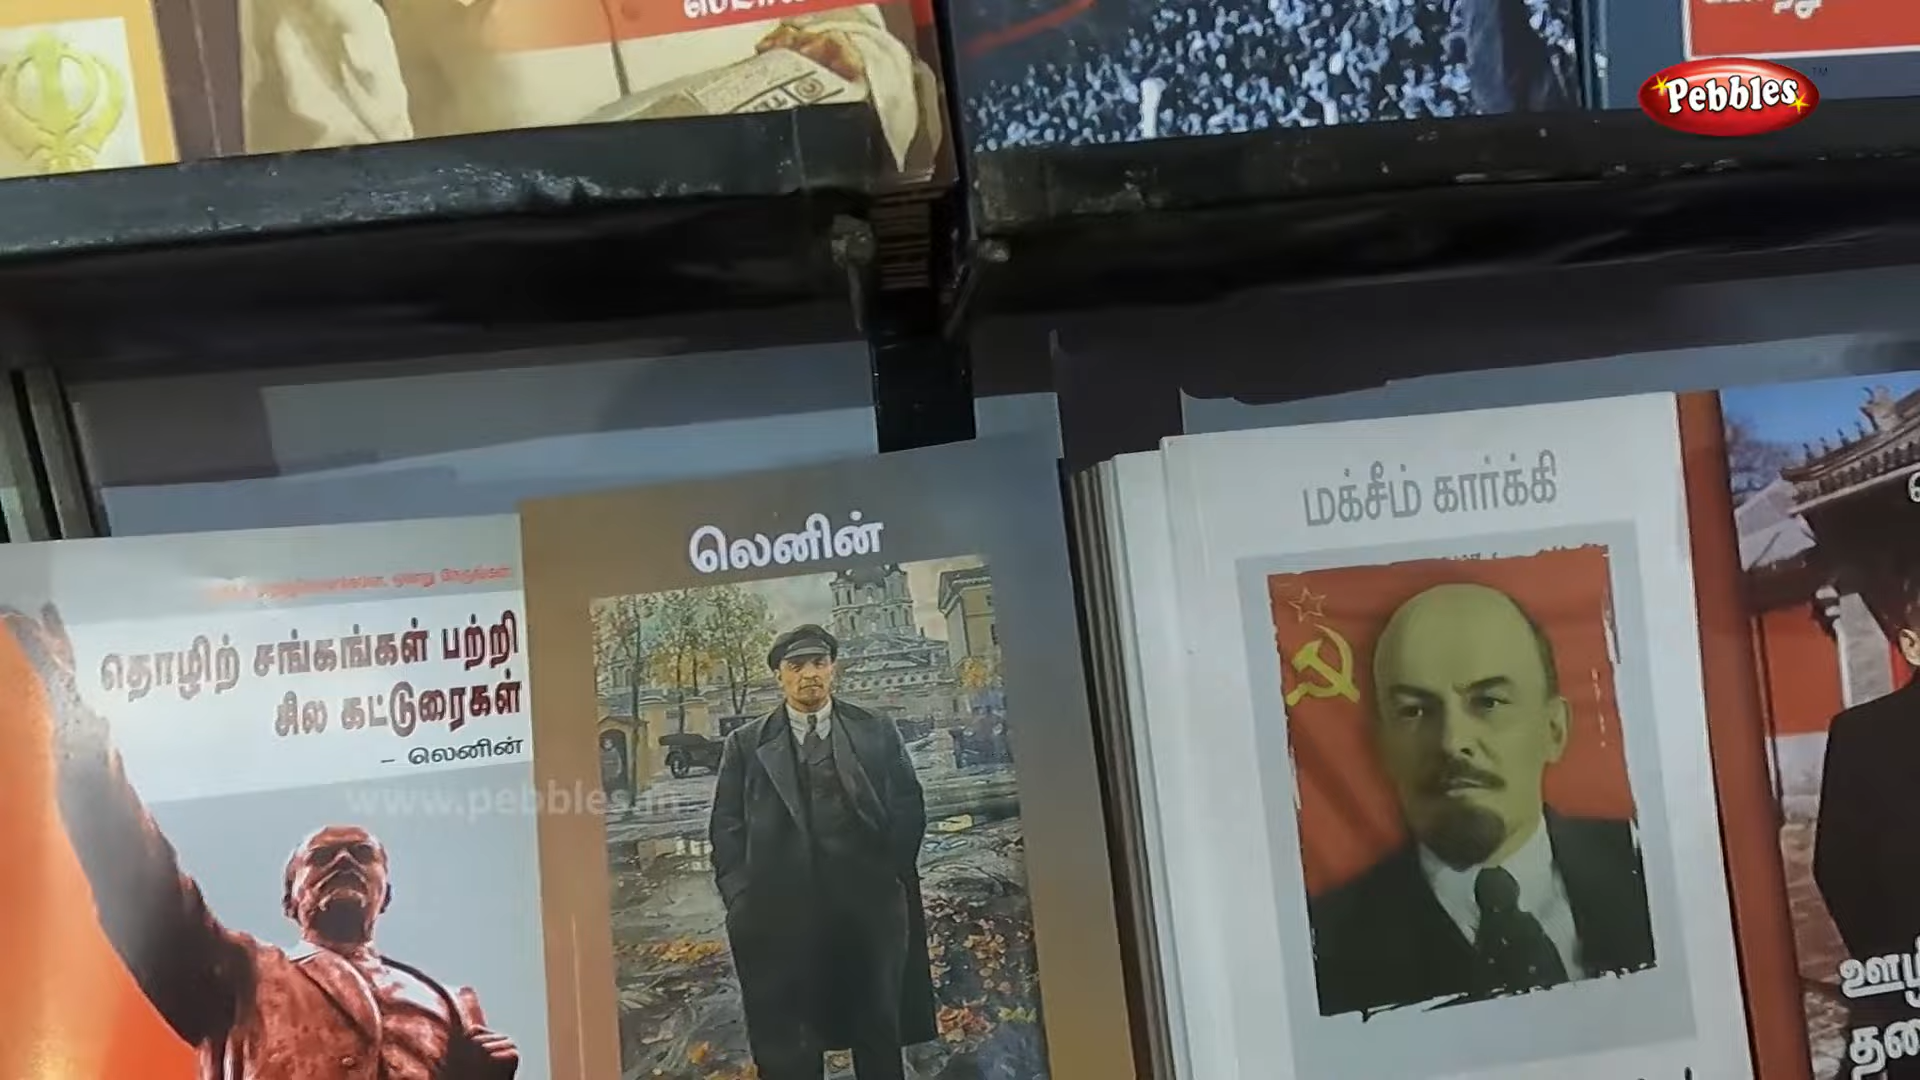 Pebbles
மக்சீம் கார்க்கி
லெனின்
தொழிற் சங்கங்கள் பற்றி
சில கட்டுரைகள்
– லெனின்
www.pebbles.in